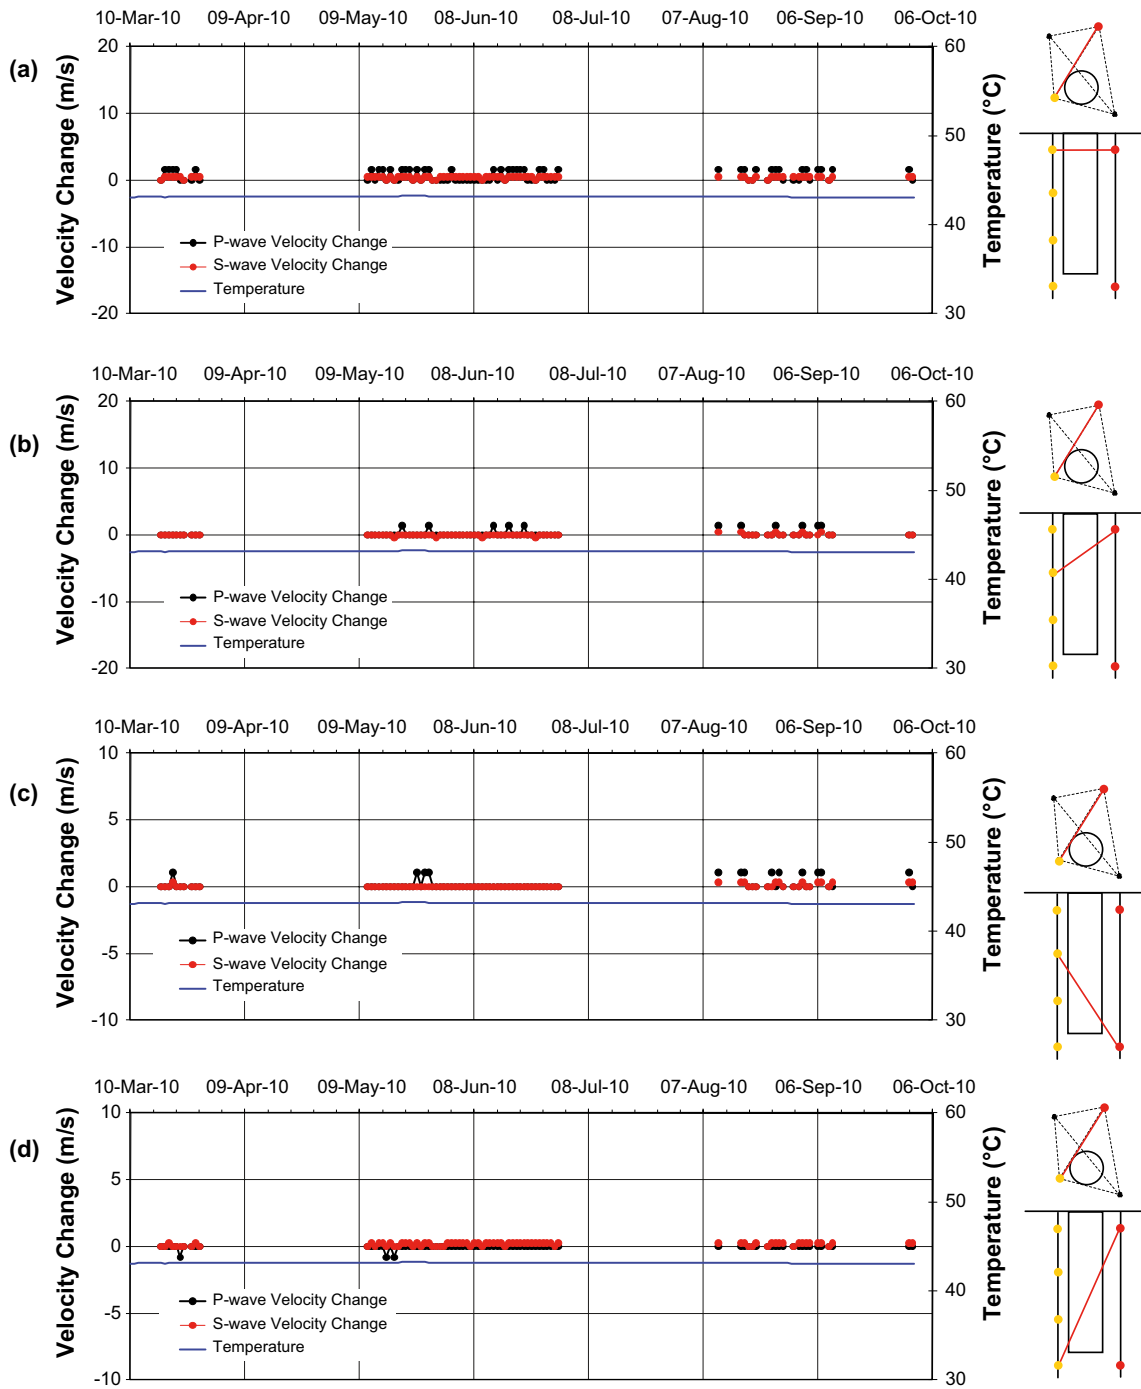 10-Mar-10 09-Apr-10 09-May-10 08-Jun-10 08-Jul-10 07-Aug-10 06-Sep-10 06-Oct-10
(a)
Velocity Change (m/s)
20
10
0
-10
-20
P-wave Velocity Change
S-wave Velocity Change
Temperature
60
50
40
30
Temperature (°C)
10-Mar-10 09-Apr-10 09-May-10 08-Jun-10 08-Jul-10 07-Aug-10 06-Sep-10 06-Oct-10
(b)
Velocity Change (m/s)
20
10
0
-10
-20
P-wave Velocity Change
S-wave Velocity Change
Temperature
60
50
40
30
Temperature (°C)
10-Mar-10 09-Apr-10 09-May-10 08-Jun-10 08-Jul-10 07-Aug-10 06-Sep-10 06-Oct-10
(c)
Velocity Change (m/s)
10
5
0
-5
-10
P-wave Velocity Change
S-wave Velocity Change
Temperature
60
50
40
30
Temperature (°C)
10-Mar-10 09-Apr-10 09-May-10 08-Jun-10 08-Jul-10 07-Aug-10 06-Sep-10 06-Oct-10
(d)
Velocity Change (m/s)
10
5
0
-5
-10
P-wave Velocity Change
S-wave Velocity Change
Temperature
60
50
40
30
Temperature (°C)